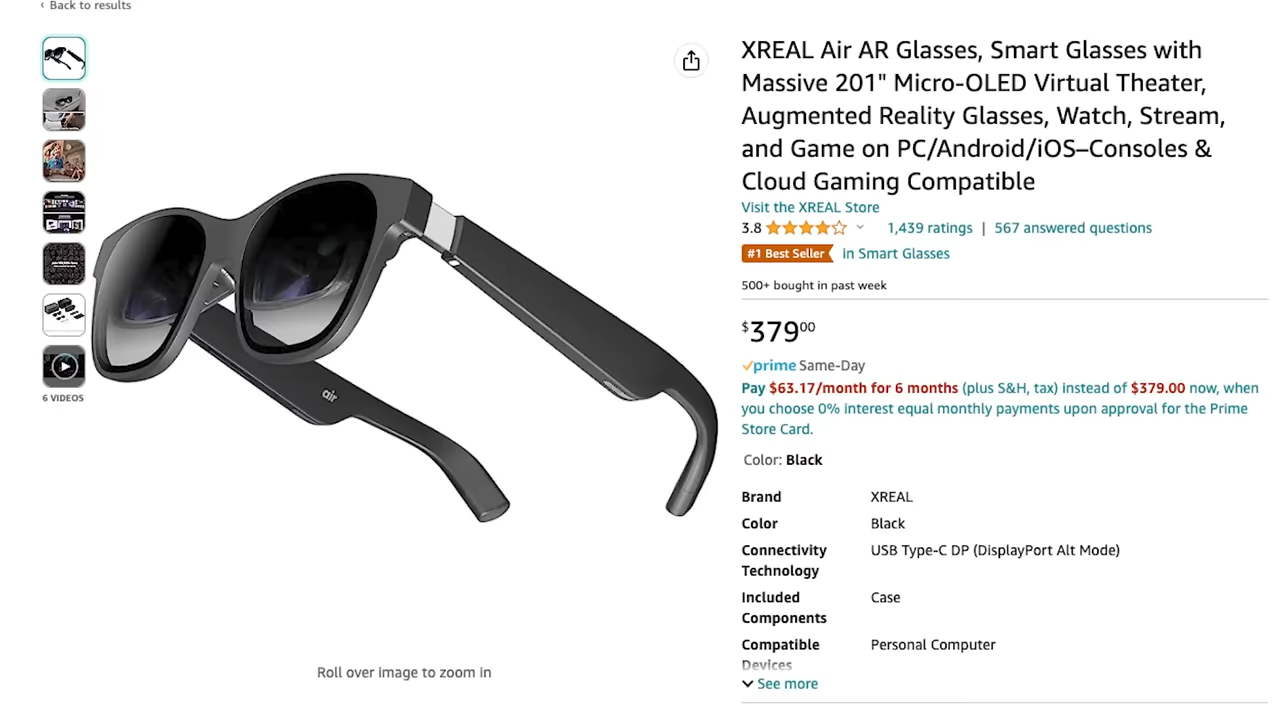 ‹ Back to results
XREAL Air AR Glasses, Smart Glasses with
Massive 201" Micro-OLED Virtual Theater,
Augmented Reality Glasses, Watch, Stream,
and Game on PC/Android/iOS–Consoles &
Cloud Gaming Compatible
Visit the XREAL Store
3.8 1,439 ratings | 567 answered questions
#1 Best Seller in Smart Glasses
500+ bought in past week
$37900
prime Same-Day
Pay $63.17/month for 6 months (plus S&H, tax) instead of $379.00 now, when
you choose 0% interest equal monthly payments upon approval for the Prime
Store Card.
Color: Black
Brand XREAL
Color Black
Connectivity USB Type-C DP (DisplayPort Alt Mode)
Technology
Included Case
Components
Compatible Personal Computer
Devices
See more
air
6 VIDEOS
Roll over image to zoom in